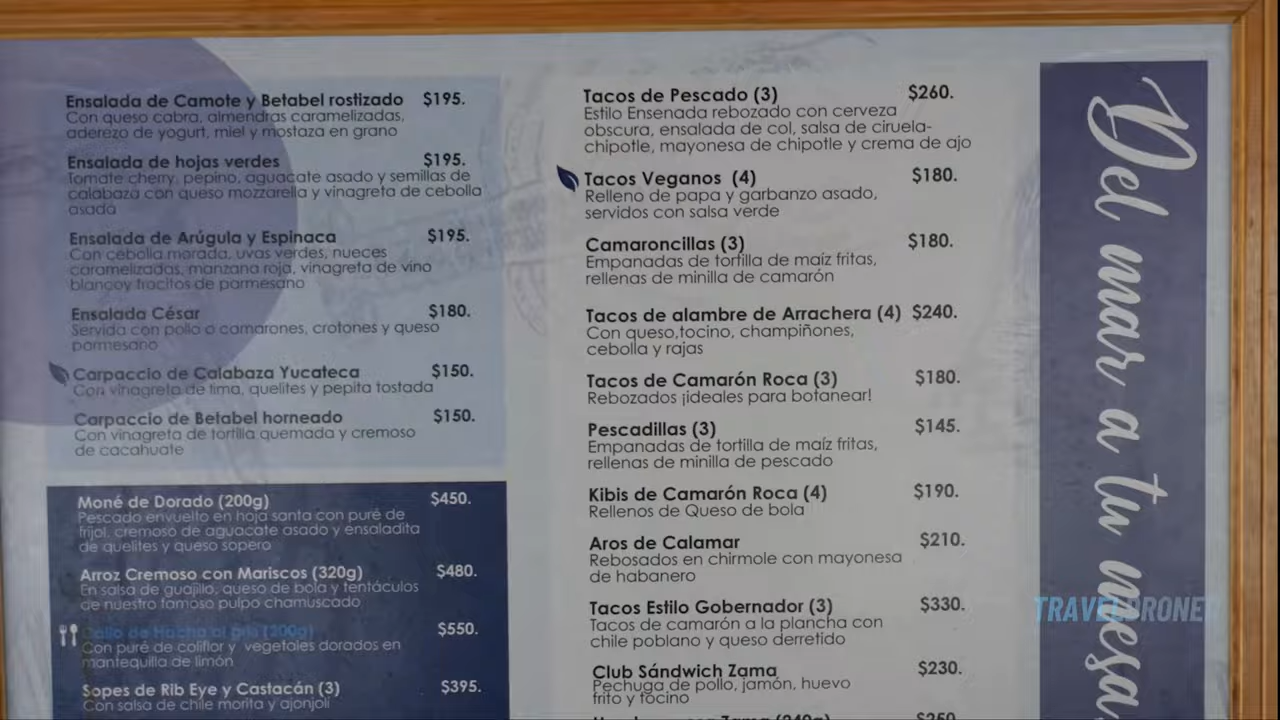 Ensalada de Camote y Betabel rostizado $195.
Con queso cabra, almendras caramelizadas,
aderezo de yogurt, miel y mostaza en grano
Ensalada de hojas verdes $195.
Tomate cherry, pepino, aguacate asado y semillas de
calabaza con queso mozzarella y vinagreta de cebolla
asada
Ensalada de Arúgula y Espinaca $195.
Con cebolla morada, uvas verdes, nueces
caramelizadas, manzana roja, vinagreta de vino
blancoy trocitos de parmesano
Ensalada César $180.
Servida con pollo o camarones, crotones y queso
parmesano
Carpaccio de Calabaza Yucateca $150.
Con vinagreta de lima, quelites y pepita tostada
Carpaccio de Betabel horneado $150.
Con vinagreta de tortilla quemada y cremoso
de cacahuate
Moné de Dorado (200g) $450.
Pescado envuelto en hoja santa con puré de
frijol, cremoso de aguacate asado y ensaladita
de quelites y queso sopero
Arroz Cremoso con Mariscos (320g) $480.
En salsa de guajillo, queso de bola y tentáculos
de nuestro famoso pulpo chamuscado
Callo de Hacha al gril (200g) $550.
Con puré de coliflor y vegetales dorados en
mantequilla de limón
Sopes de Rib Eye y Castacán (3) $395.
Con salsa de chile morita y ajonjolí
Tacos de Pescado (3) $260.
Estilo Ensenada rebozado con cerveza
obscura, ensalada de col, salsa de ciruela-
chipotle, mayonesa de chipotle y crema de ajo
Tacos Veganos (4) $180.
Relleno de papa y garbanzo asado,
servidos con salsa verde
Camaroncillas (3) $180.
Empanadas de tortilla de maíz fritas,
rellenas de minilla de camarón
Tacos de alambre de Arrachera (4) $240.
Con queso,tocino, champiñones,
cebolla y rajas
Tacos de Camarón Roca (3) $180.
Rebozados ¡ideales para botanear!
Pescadillas (3) $145.
Empanadas de tortilla de maíz fritas,
rellenas de minilla de pescado
Kibis de Camarón Roca (4) $190.
Rellenos de Queso de bola
Aros de Calamar $210.
Rebosados en chirmole con mayonesa
de habanero
Tacos Estilo Gobernador (3) $330.
Tacos de camarón a la plancha con
chile poblano y queso derretido
Club Sándwich Zama $230.
Pechuga de pollo, jamón, huevo
frito y tocino
Del mar a tu mesa